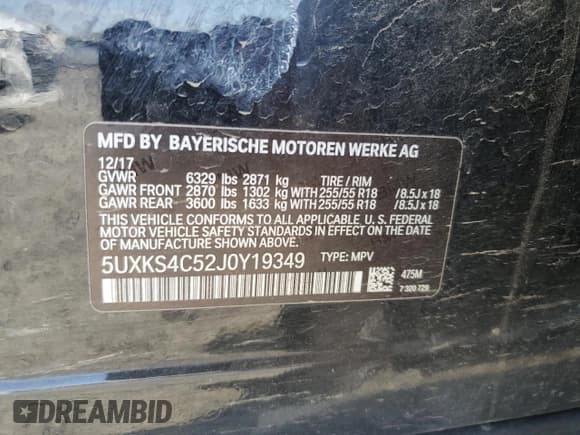 MFD BY BAYERISCHE MOTOREN WERKE AG
12/17
GVWR 6329 lbs 2871 kg TIRE / RIM
GAWR FRONT 2870 lbs 1302 kg WITH 255/55 R18 /8.5J x 18
GAWR REAR 3600 lbs 1633 kg WITH 255/55 R18 /8.5J x 18
THIS VEHICLE CONFORMS TO ALL APPLICABLE U. S. FEDERAL
MOTOR VEHICLE SAFETY STANDARDS IN EFFECT ON THE
DATE OF MANUFACTURE SHOWN ABOVE.
5UXKS4C52J0Y19349 TYPE: MPV
475M
7 320 729
DREAMBID